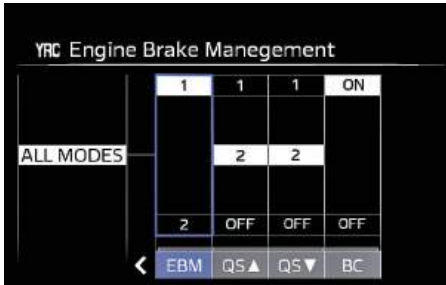 YRC Engine Brake Manegement
1 1 1 ON
ALL MODES 2 2
2 OFF OFF OFF
< EBM QS▲ QS▼ BC